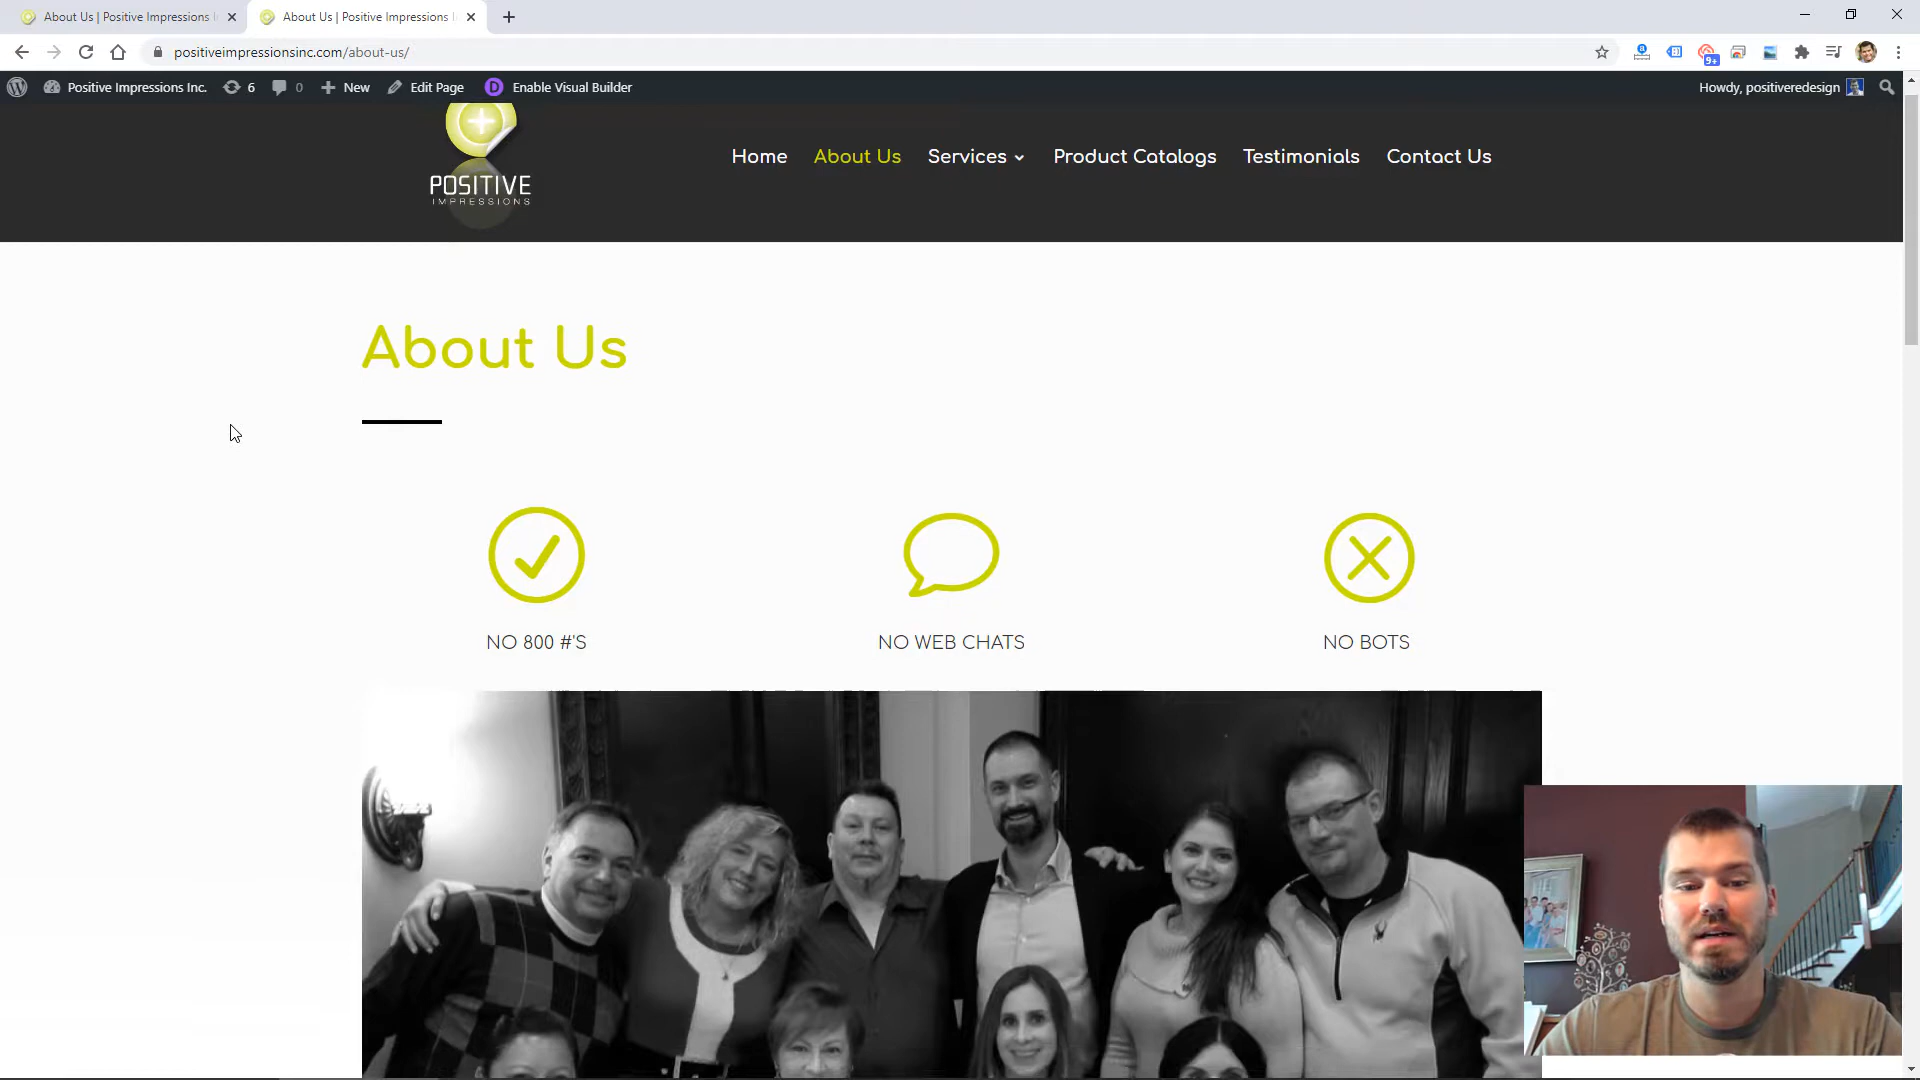 About Us | Positive Impressions
About Us | Positive Impressions
positiveimpressionsinc.com/about-us/
9+
Positive Impressions Inc. 6 0 New Edit Page D Enable Visual Builder Howdy, positiveredesign
POSITIVE
IMPRESSIONS
Home About Us Services Product Catalogs Testimonials Contact Us
About Us
NO 800 #'S
NO WEB CHATS
NO BOTS